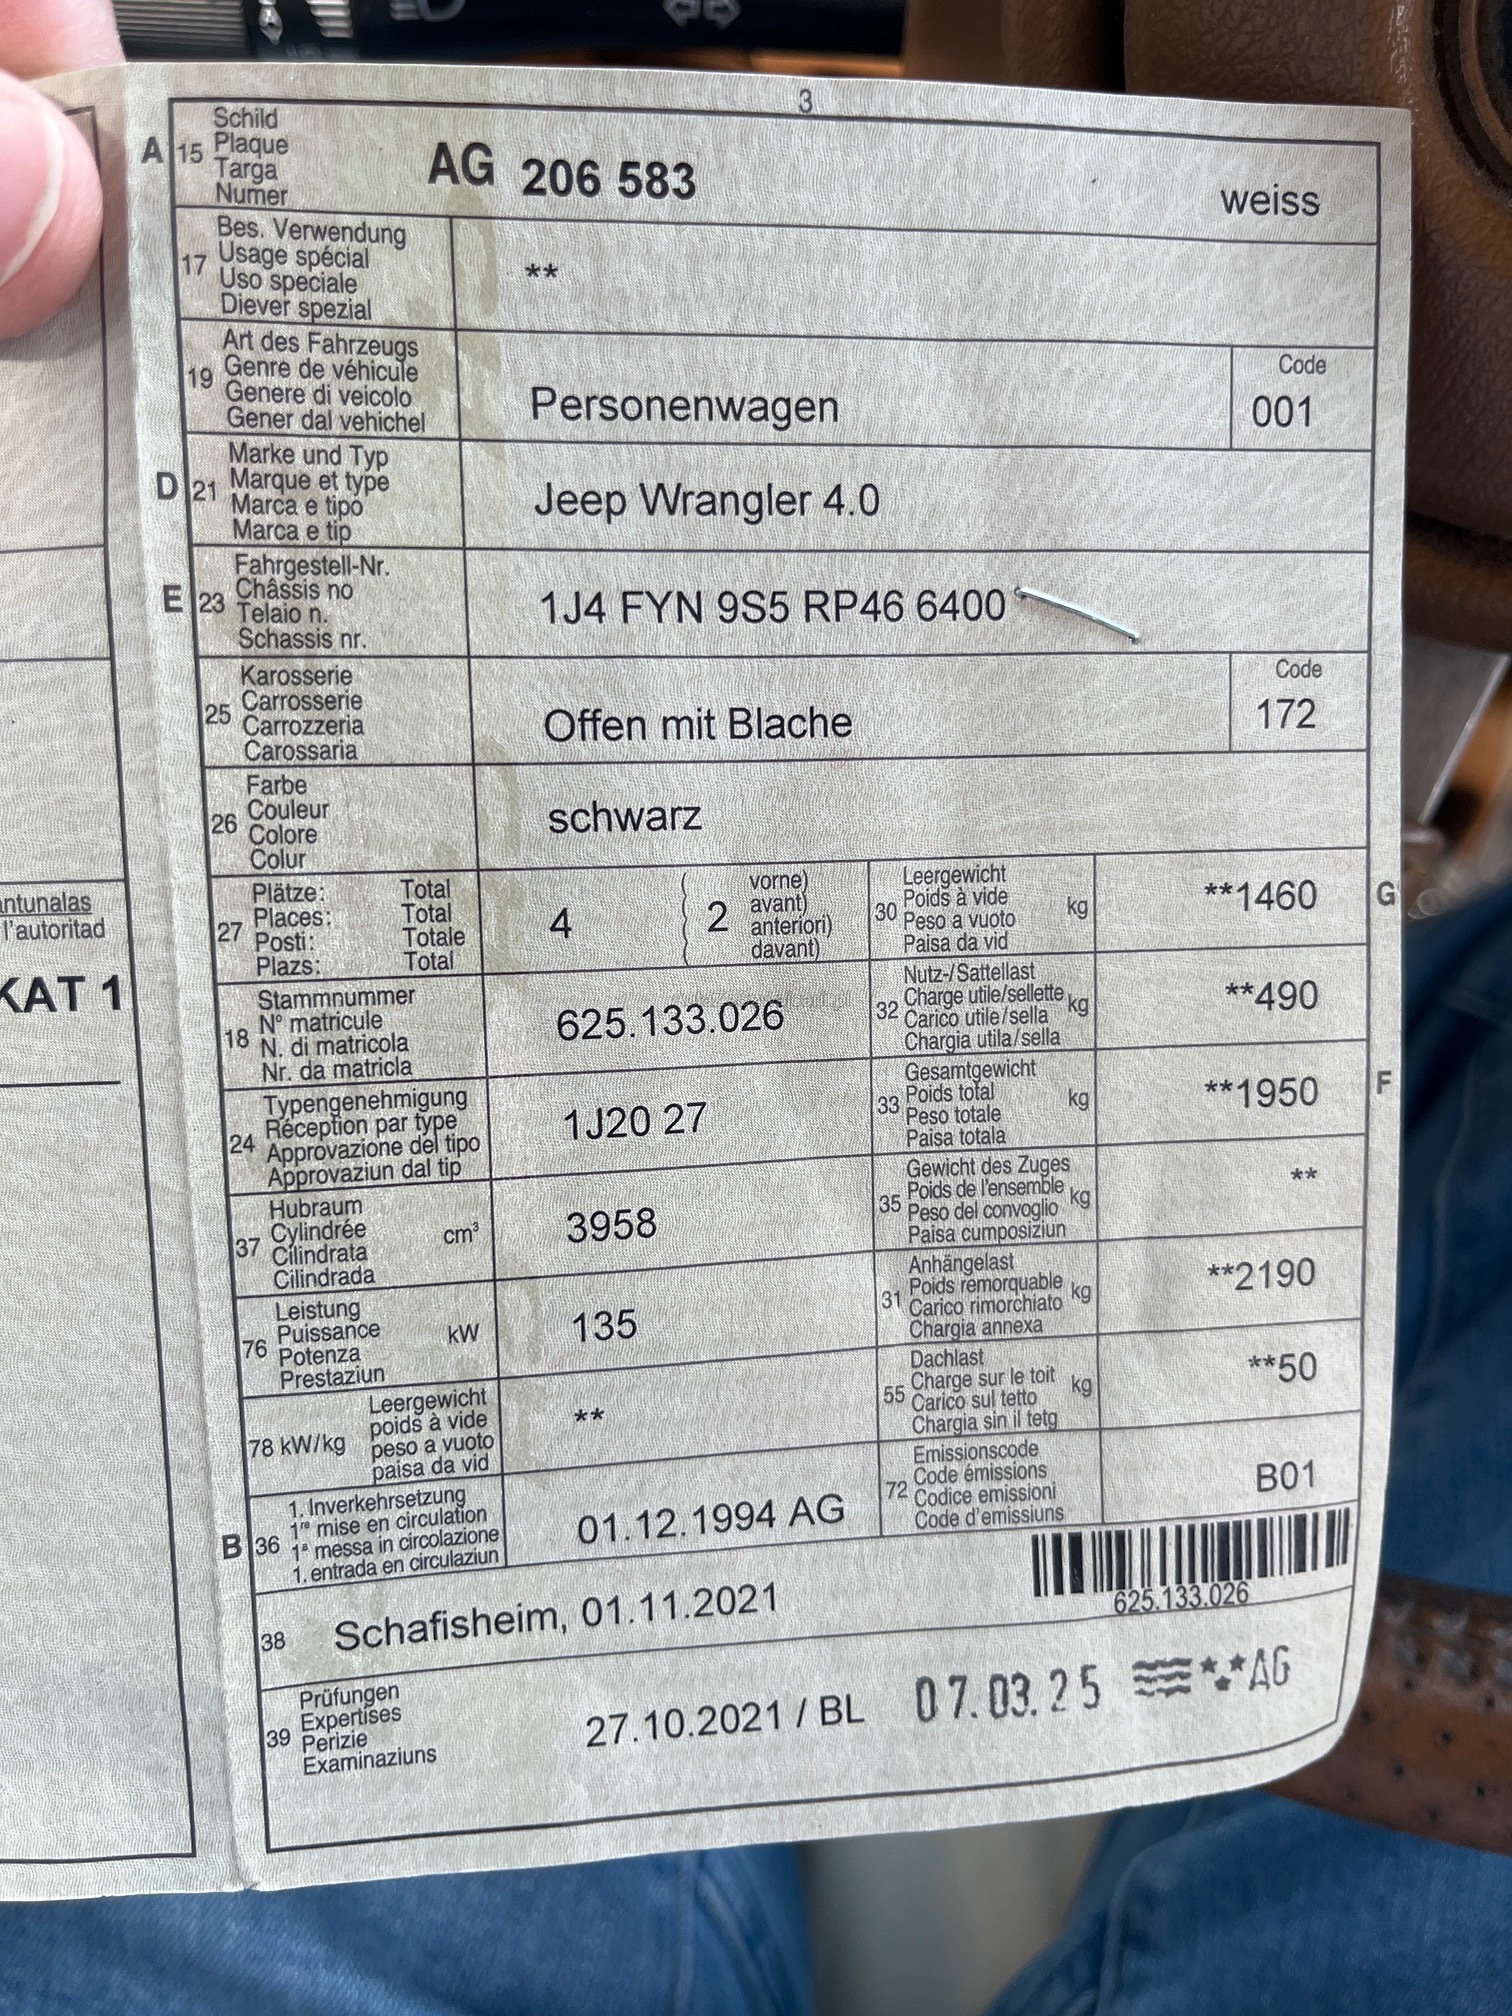 3
A 15 Schild
Plaque
Targa
Numer
AG 206 583
weiss
17 Bes. Verwendung
Usage spécial
Uso speciale
Diever spezial
**
19 Art des Fahrzeugs
Genre de véhicule
Genere di veicolo
Gener dal vehichel
Personenwagen
Code
001
D 21 Marke und Typ
Marque et type
Marca e tipo
Marca e tip
Jeep Wrangler 4.0
E 23 Fahrgestell-Nr.
Châssis no
Telaio n.
Schassis nr.
1J4 FYN 9S5 RP46 6400
25 Karosserie
Carrosserie
Carrozzeria
Carossaria
Offen mit Blache
Code
172
26 Farbe
Couleur
Colore
Colur
schwarz
27 Plätze: Total
Places: Total
Posti: Totale
Plazs: Total
4
2
vorne)
avant)
anteriori)
davant)
30 Leergewicht
Poids à vide
Peso a vuoto
Paisa da vid
kg
**1460
G
18 Stammnummer
N° matricule
N. di matricola
Nr. da matricla
625.133.026
32 Nutz-/Sattellast
Charge utile/sellette
Carico utile/sella
Chargia utila/sella
kg
**490
24 Typengenehmigung
Réception par type
Approvazione del tipo
Approvaziun dal tip
1J20 27
33 Gesamtgewicht
Poids total
Peso totale
Paisa totala
kg
**1950
F
37 Hubraum
Cylindrée
Cilindrata
Cilindrada
cm³
3958
35 Gewicht des Zuges
Poids de l'ensemble
Peso del convoglio
Paisa cumposiziun
kg
**
76 Leistung
Puissance
Potenza
Prestaziun
kW
135
31 Anhängelast
Poids remorquable
Carico rimorchiato
Chargia annexa
kg
**2190
78 kW/kg
Leergewicht
poids à vide
peso a vuoto
paisa da vid
**
55 Dachlast
Charge sur le toit
Carico sul tetto
Chargia sin il tetg
kg
**50
B 36 1. Inverkehrsetzung
1re mise en circulation
1a messa in circolazione
1. entrada en circulaziun
01.12.1994 AG
72 Emissionscode
Code émissions
Codice emissioni
Code d'emissiuns
B01
625.133.026
38 Schafisheim, 01.11.2021
39 Prüfungen
Expertises
Perizie
Examinaziuns
27.10.2021 / BL
07.03.25
AG
antunalas
l'autoritad
KAT 1